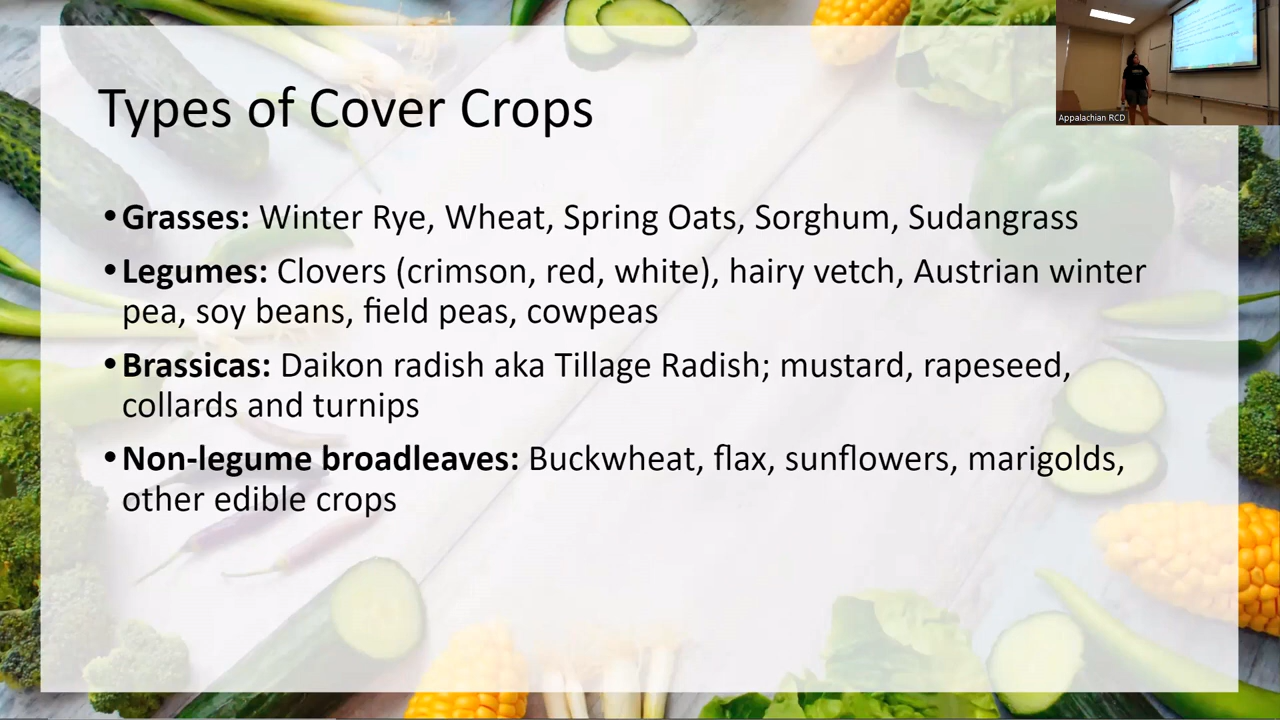 Types of Cover Crops
Appalachian RCD
•Grasses: Winter Rye, Wheat, Spring Oats, Sorghum, Sudangrass
•Legumes: Clovers (crimson, red, white), hairy vetch, Austrian winter
pea, soy beans, field peas, cowpeas
•Brassicas: Daikon radish aka Tillage Radish; mustard, rapeseed,
collards and turnips
•Non-legume broadleaves: Buckwheat, flax, sunflowers, marigolds,
other edible crops